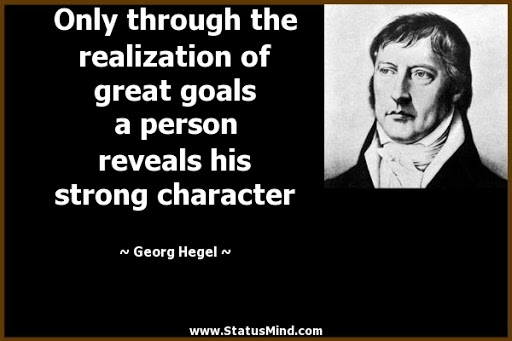 Only through the
realization of
great goals
a person
reveals his
strong character
~ Georg Hegel ~
www.StatusMind.com